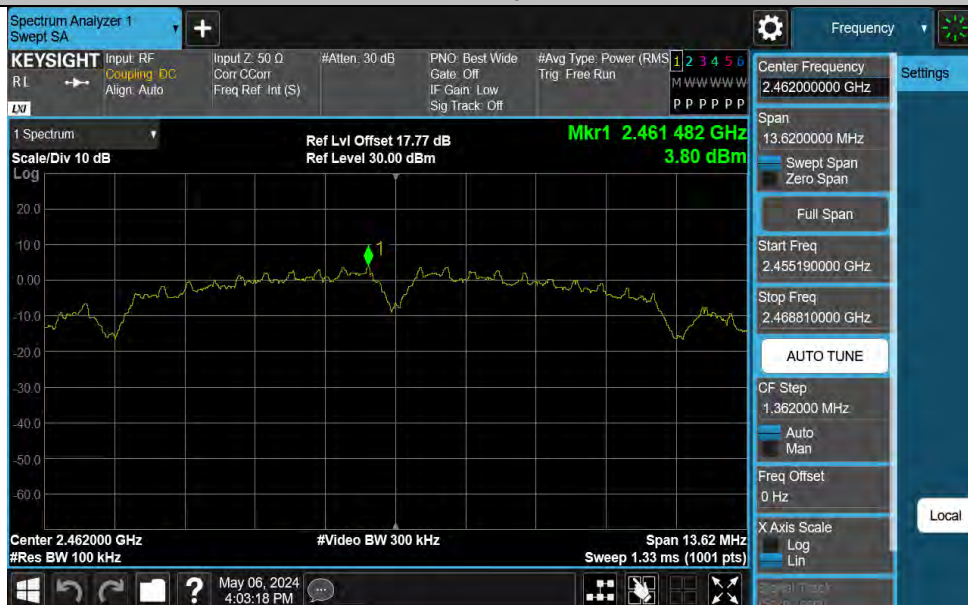 Spectrum Analyzer 1
Swept SA
Frequency
KEYSIGHT
RL
LXI
Input: RF
Coupling: DC
Align: Auto
Input Z: 50 Ω
Corr CCorr
Freq Ref: Int (S)
#Atten: 30 dB
PNO: Best Wide
Gate: Off
IF Gain: Low
Sig Track: Off
#Avg Type: Power (RMS
Trig: Free Run
1 2 3 4 5 6
M W W W W W
P P P P P P
1 Spectrum
Scale/Div 10 dB
Ref Lvl Offset 17.77 dB
Ref Level 30.00 dBm
Mkr1 2.461 482 GHz
3.80 dBm
Log
20.0
10.0
0.00
-10.0
-20.0
-30.0
-40.0
-50.0
-60.0
1
Center 2.462000 GHz
#Res BW 100 kHz
#Video BW 300 kHz
Span 13.62 MHz
Sweep 1.33 ms (1001 pts)
Center Frequency
2.462000000 GHz
Settings
Span
13.6200000 MHz
Swept Span
Zero Span
Full Span
Start Freq
2.455190000 GHz
Stop Freq
2.468810000 GHz
AUTO TUNE
CF Step
1.362000 MHz
Auto
Man
Freq Offset
0 Hz
Local
X Axis Scale
Log
Lin
Signal Track
?
May 06, 2024
4:03:18 PM